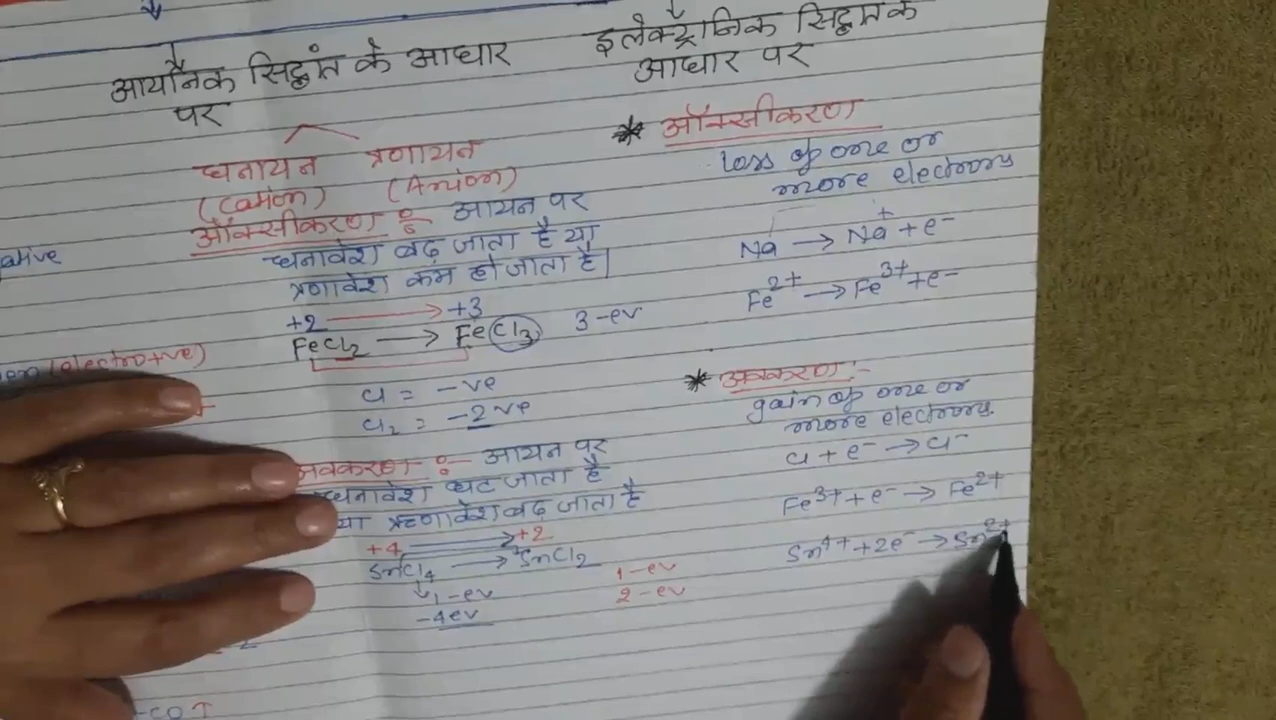 आयनिक सिद्धांत के आधार
पर
धनायन ऋणायन
(Cation) (Anion)
ऑक्सीकरण : आयन पर
धनावेश बढ़ जाता है या
ऋणावेश कम हो जाता है|
+2 → +3
FeCl2 → FeCl3 3-ev
Cl = -ve
Cl2 = -2ve
अवकरण :- आयन पर
धनावेश घट जाता है
या ऋणावेश बढ़ जाता है
+4 → +2
SnCl4 → SnCl2
↓1-ev
-4ev
1-ev
2-ev
इलेक्ट्रॉनिक सिद्धांत के
आधार पर
* ऑक्सीकरण
loss of one or
more electrons
Na → Na+ + e-
Fe2+ → Fe3+ + e-
* अवकरण:-
gain of one or
more electrons
Cl + e- → Cl-
Fe3+ + e- → Fe2+
Sn4+ + 2e- → Sn2+